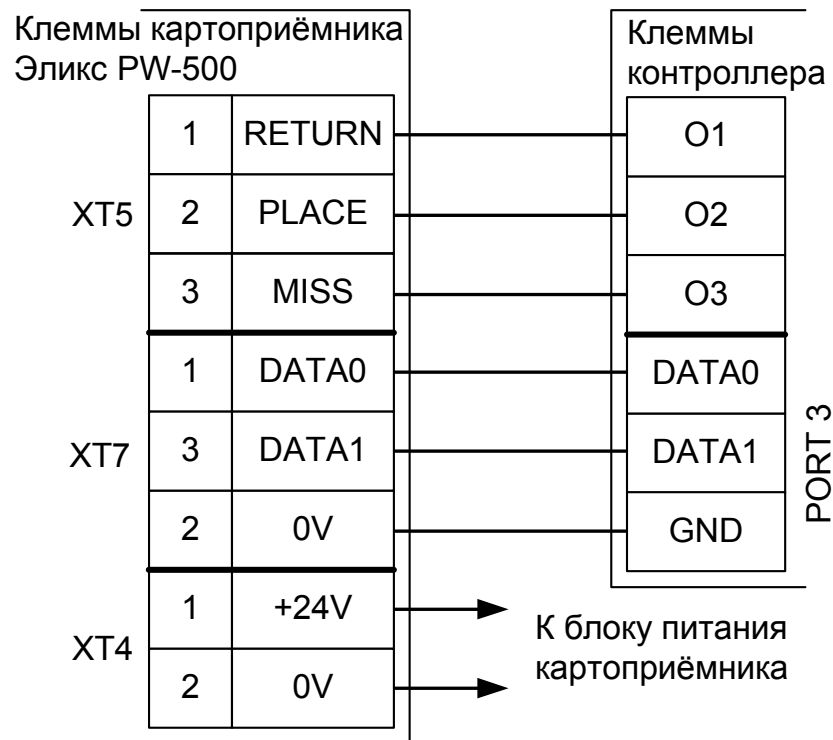 Клеммы картоприёмника
Эликс PW-500
Клеммы
контроллера
XT5
1 RETURN
2 PLACE
3 MISS
O1
O2
O3
XT7
1 DATA0
3 DATA1
2 0V
DATA0
DATA1
GND
PORT 3
XT4
1 +24V
2 0V
К блоку питания
картоприёмника